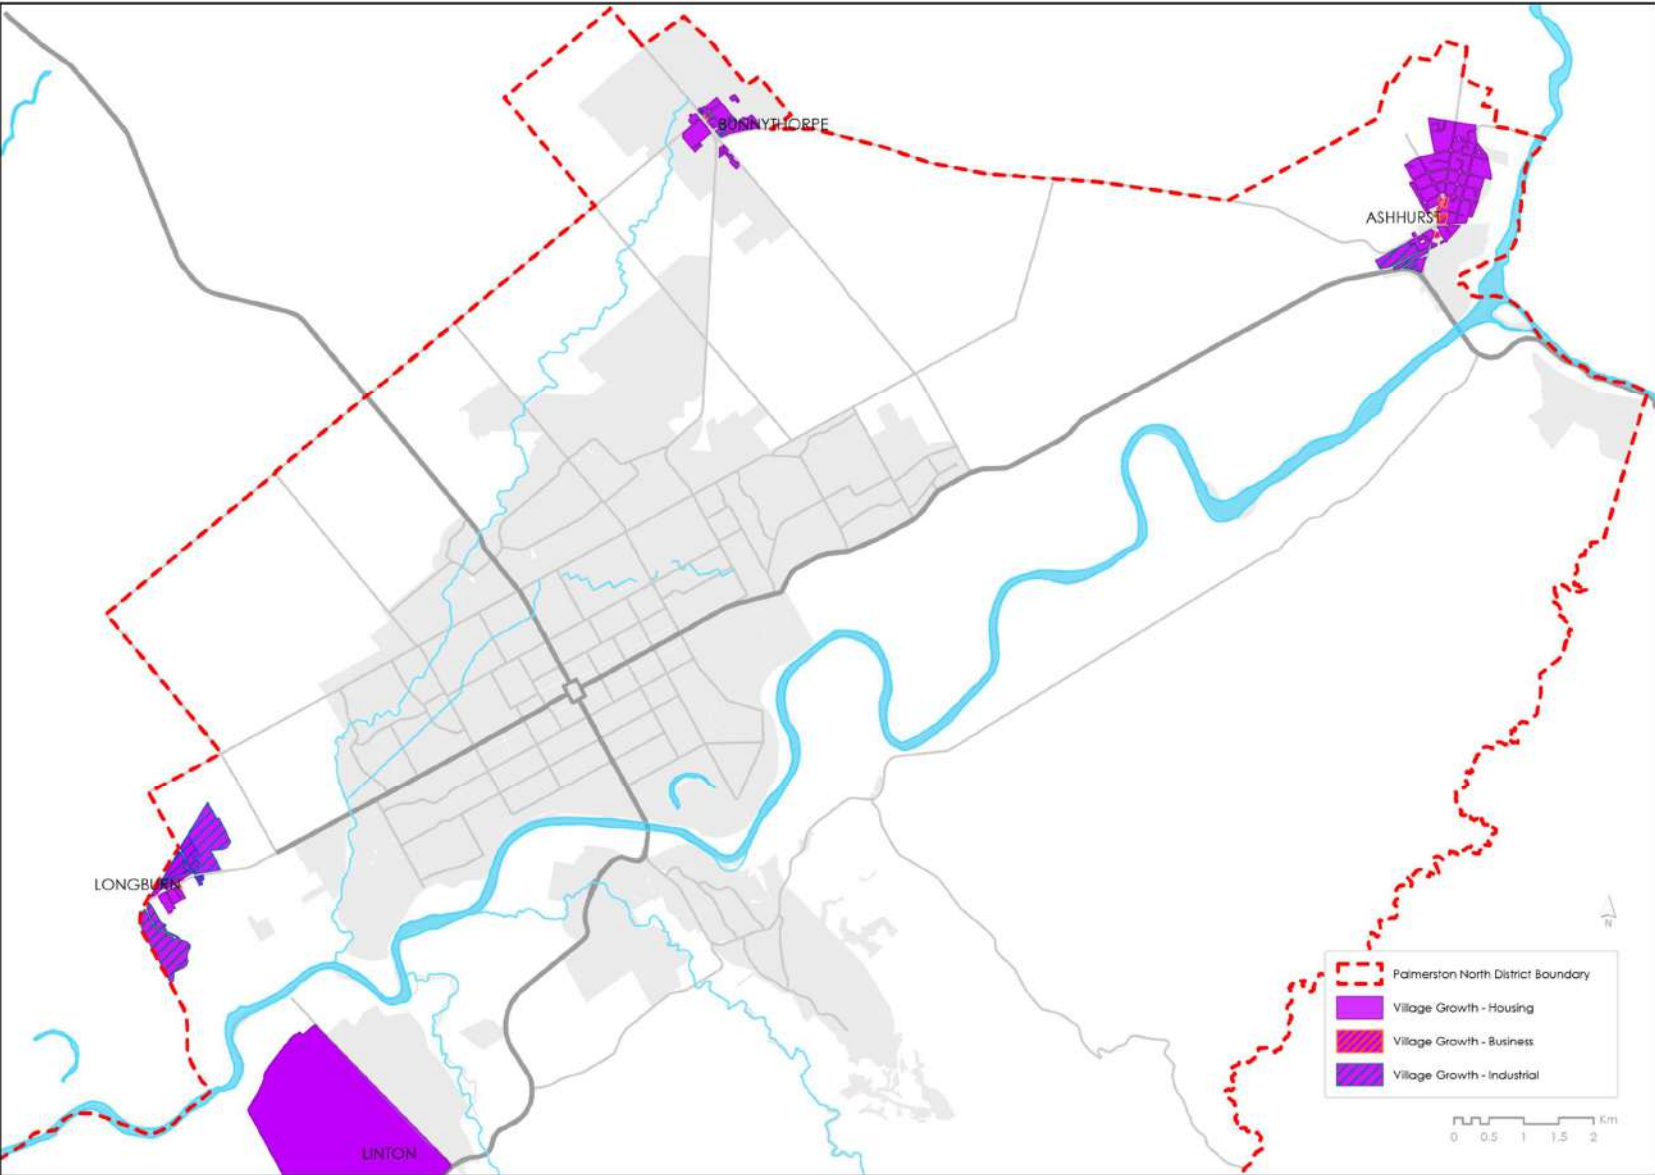 BUNNYTHORPE
ASHHURST
LONGBURN
LINTON
N
Palmerston North District Boundary
Village Growth - Housing
Village Growth - Business
Village Growth - Industrial
Km
0 0.5 1 1.5 2